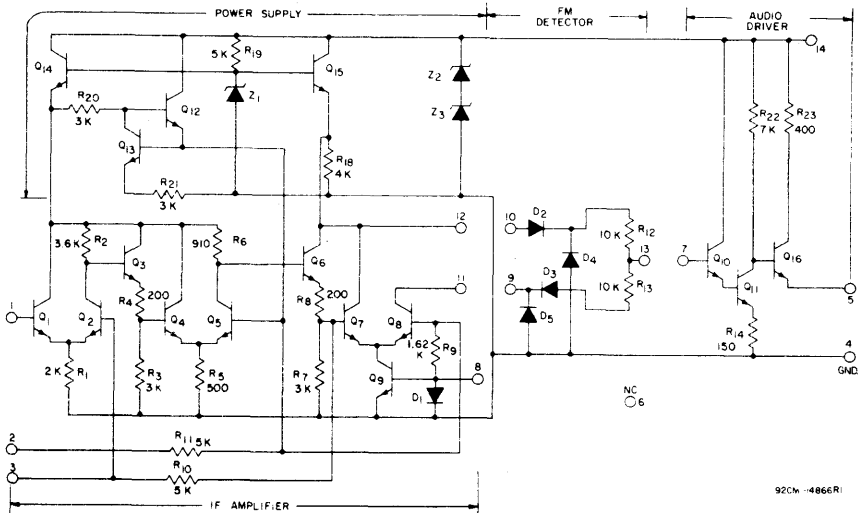 POWER SUPPLY
FM
DETECTOR
AUDIO
DRIVER
Q14
5K R19
Q15
14
Z2
Z1
Z3
R20
3K
Q12
Q13
R18
4K
R21
3K
R22
7K
R23
400
12
10 D2
R12
10K
13
D4
D3
9
10K
R13
D5
7 Q10
Q11
Q16
5
R14
150
4
GND.
R2
3.6K
Q3
R6
910
Q6
11
1
Q1
Q2
200
R4
Q4
Q5
200
R8
Q7
Q8
1.62
K
R9
Q9
8
R1
2K
R3
3K
R5
500
R7
3K
D1
NC
6
2
R11 5K
3
R10
5K
IF AMPLIFIER
92CM-4866R1